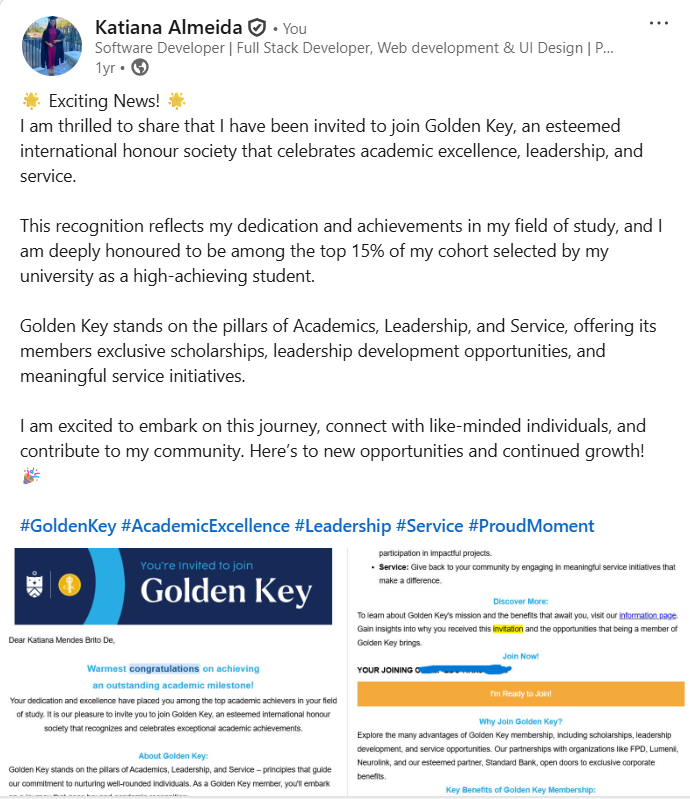 Katiana Almeida • You
Software Developer | Full Stack Developer, Web development & UI Design | P...
1yr •
🌟 Exciting News! 🌟
I am thrilled to share that I have been invited to join Golden Key, an esteemed
international honour society that celebrates academic excellence, leadership, and
service.
This recognition reflects my dedication and achievements in my field of study, and I
am deeply honoured to be among the top 15% of my cohort selected by my
university as a high-achieving student.
Golden Key stands on the pillars of Academics, Leadership, and Service, offering its
members exclusive scholarships, leadership development opportunities, and
meaningful service initiatives.
I am excited to embark on this journey, connect with like-minded individuals, and
contribute to my community. Here’s to new opportunities and continued growth!
🎉
#GoldenKey #AcademicExcellence #Leadership #Service #ProudMoment
You're Invited to join
Golden Key
Dear Katiana Mendes Brito De,
Warmest congratulations on achieving
an outstanding academic milestone!
Your dedication and excellence have placed you among the top academic achievers in your field
of study. It is our pleasure to invite you to join Golden Key, an esteemed international honour
society that recognizes and celebrates exceptional academic achievements.
About Golden Key:
Golden Key stands on the pillars of Academics, Leadership, and Service – principles that guide
our commitment to nurturing well-rounded individuals. As a Golden Key member, you'll embark
participation in impactful projects.
• Service: Give back to your community by engaging in meaningful service initiatives that
make a difference.
Discover More:
To learn about Golden Key's mission and the benefits that await you, visit our information page.
Gain insights into why you received this invitation and the opportunities that being a member of
Golden Key brings.
Join Now!
YOUR JOINING
I'm Ready to Join!
Why Join Golden Key?
Explore the many advantages of Golden Key membership, including scholarships, leadership
development, and service opportunities. Our partnerships with organizations like FPD, Lumenii,
Neurolink, and our esteemed partner, Standard Bank, open doors to exclusive corporate
benefits.
Key Benefits of Golden Key Membership: